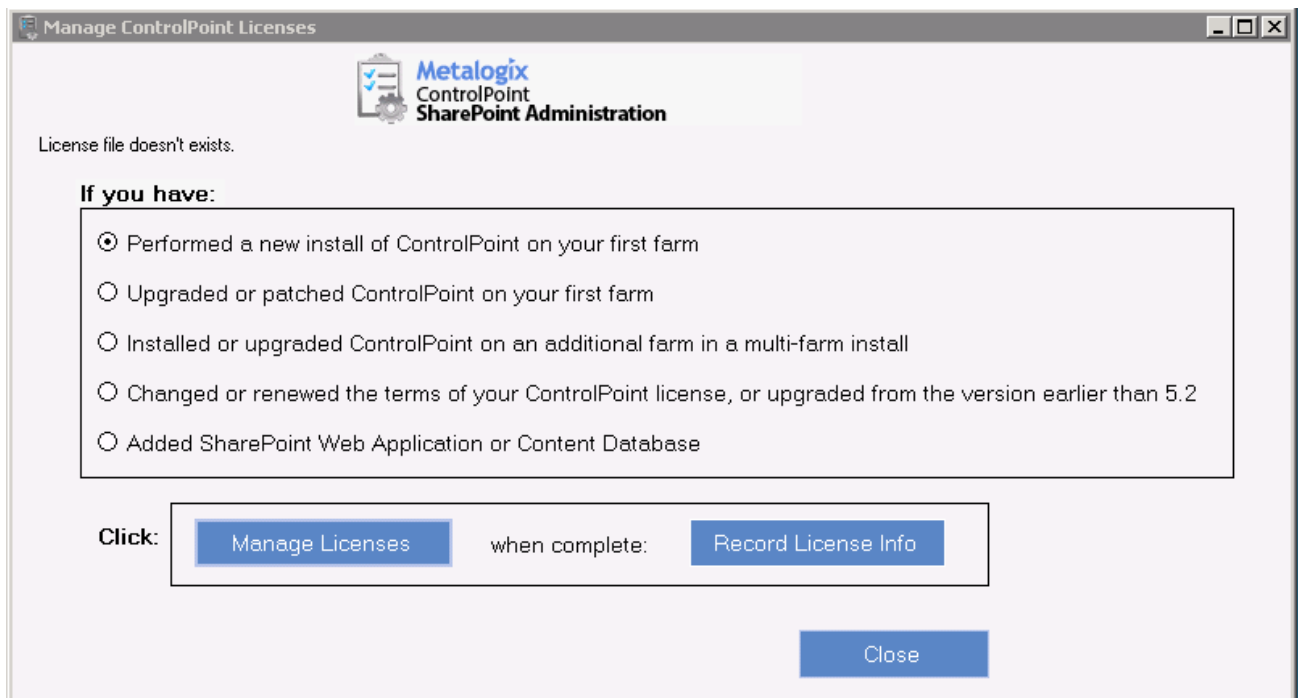 Manage ControlPoint Licenses
Metalogix
ControlPoint
SharePoint Administration
License file doesn't exists.
If you have:
Performed a new install of ControlPoint on your first farm
Upgraded or patched ControlPoint on your first farm
Installed or upgraded ControlPoint on an additional farm in a multi-farm install
Changed or renewed the terms of your ControlPoint license, or upgraded from the version earlier than 5.2
Added SharePoint Web Application or Content Database
Click: Manage Licenses when complete: Record License Info
Close